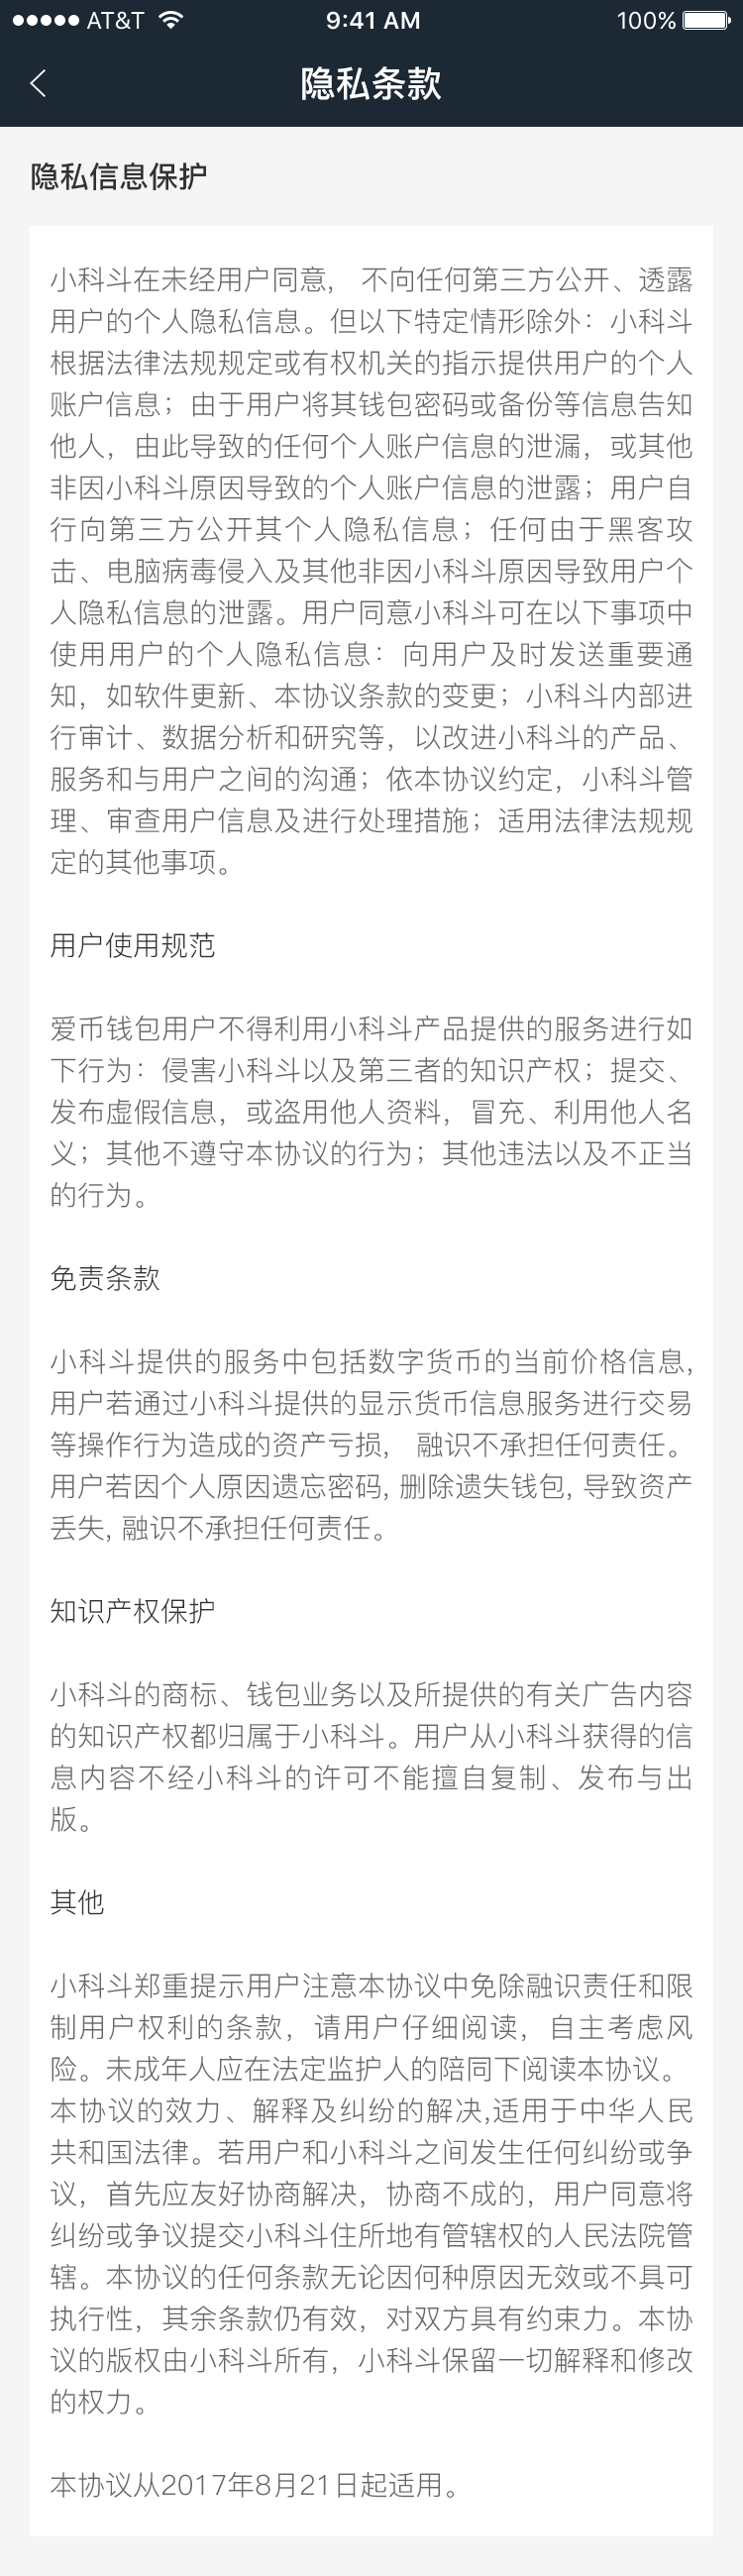 AT&T 9:41 AM 100%
隐私条款
隐私信息保护
小科斗在未经用户同意， 不向任何第三方公开、透露
用户的个人隐私信息。但以下特定情形除外：小科斗
根据法律法规规定或有权机关的指示提供用户的个人
账户信息；由于用户将其钱包密码或备份等信息告知
他人，由此导致的任何个人账户信息的泄漏，或其他
非因小科斗原因导致的个人账户信息的泄露；用户自
行向第三方公开其个人隐私信息；任何由于黑客攻
击、电脑病毒侵入及其他非因小科斗原因导致用户个
人隐私信息的泄露。用户同意小科斗可在以下事项中
使用用户的个人隐私信息：向用户及时发送重要通
知，如软件更新、本协议条款的变更；小科斗内部进
行审计、数据分析和研究等，以改进小科斗的产品、
服务和与用户之间的沟通；依本协议约定，小科斗管
理、审查用户信息及进行处理措施；适用法律法规规
定的其他事项。
用户使用规范
爱币钱包用户不得利用小科斗产品提供的服务进行如
下行为：侵害小科斗以及第三者的知识产权；提交、
发布虚假信息，或盗用他人资料，冒充、利用他人名
义；其他不遵守本协议的行为；其他违法以及不正当
的行为。
免责条款
小科斗提供的服务中包括数字货币的当前价格信息,
用户若通过小科斗提供的显示货币信息服务进行交易
等操作行为造成的资产亏损， 融识不承担任何责任。
用户若因个人原因遗忘密码, 删除遗失钱包, 导致资产
丢失, 融识不承担任何责任。
知识产权保护
小科斗的商标、钱包业务以及所提供的有关广告内容
的知识产权都归属于小科斗。用户从小科斗获得的信
息内容不经小科斗的许可不能擅自复制、发布与出
版。
其他
小科斗郑重提示用户注意本协议中免除融识责任和限
制用户权利的条款，请用户仔细阅读，自主考虑风
险。未成年人应在法定监护人的陪同下阅读本协议。
本协议的效力、解释及纠纷的解决,适用于中华人民
共和国法律。若用户和小科斗之间发生任何纠纷或争
议，首先应友好协商解决，协商不成的，用户同意将
纠纷或争议提交小科斗住所地有管辖权的人民法院管
辖。本协议的任何条款无论因何种原因无效或不具可
执行性，其余条款仍有效，对双方具有约束力。本协
议的版权由小科斗所有，小科斗保留一切解释和修改
的权力。
本协议从2017年8月21日起适用。